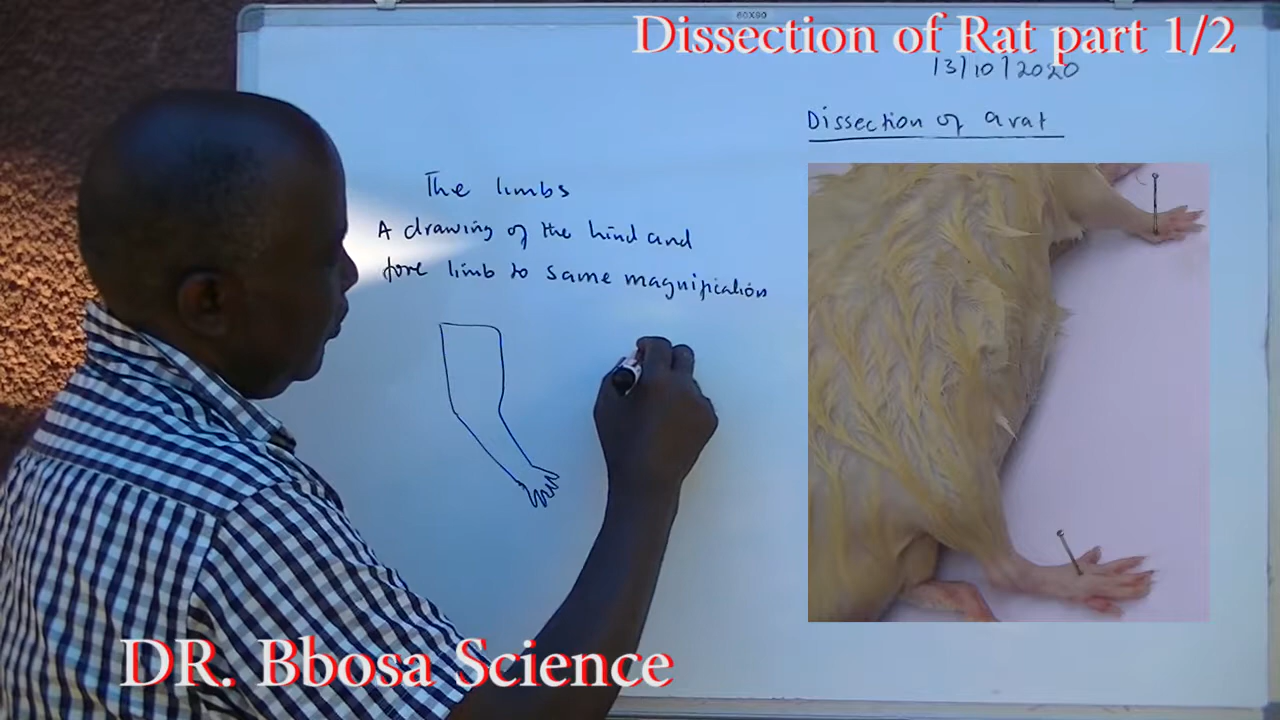 60X90
Dissection of Rat part 1/2
13/10/2020
Dissection of a rat
The limbs
A drawing of the hind and
fore limb to same magnification
DR. Bbosa Science